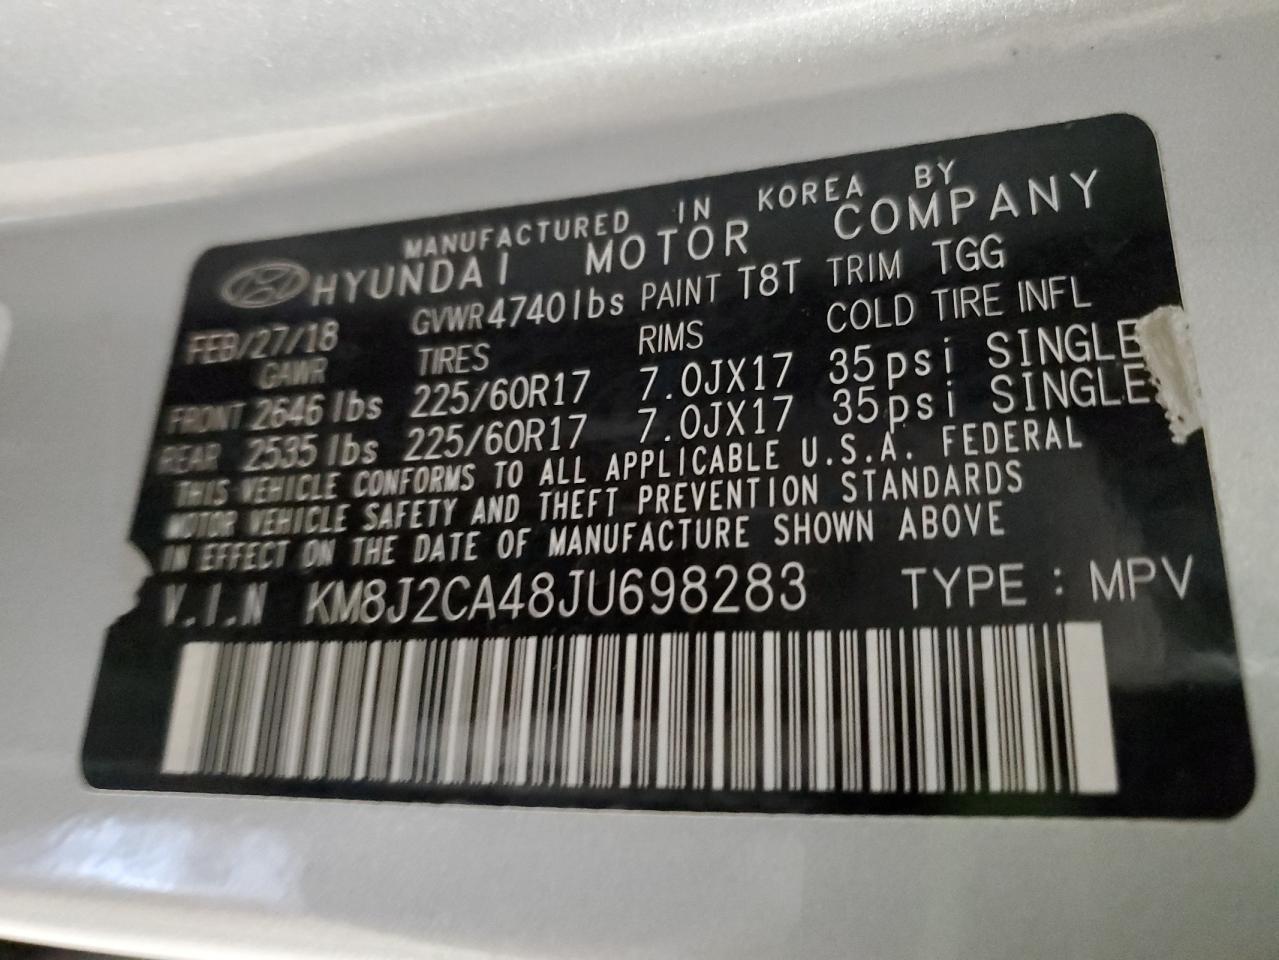 MANUFACTURED IN KOREA BY
HYUNDAI MOTOR COMPANY
FEB/27/18 GVWR 4740lbs PAINT T8T TRIM TGG
GAWR TIRES RIMS COLD TIRE INFL
FRONT 2646 lbs 225/60R17 7.0JX17 35psi SINGLE
REAR 2535 lbs 225/60R17 7.0JX17 35psi SINGLE
THIS VEHICLE CONFORMS TO ALL APPLICABLE U.S.A. FEDERAL
MOTOR VEHICLE SAFETY AND THEFT PREVENTION STANDARDS
IN EFFECT ON THE DATE OF MANUFACTURE SHOWN ABOVE
V.I.N KM8J2CA48JU698283 TYPE : MPV